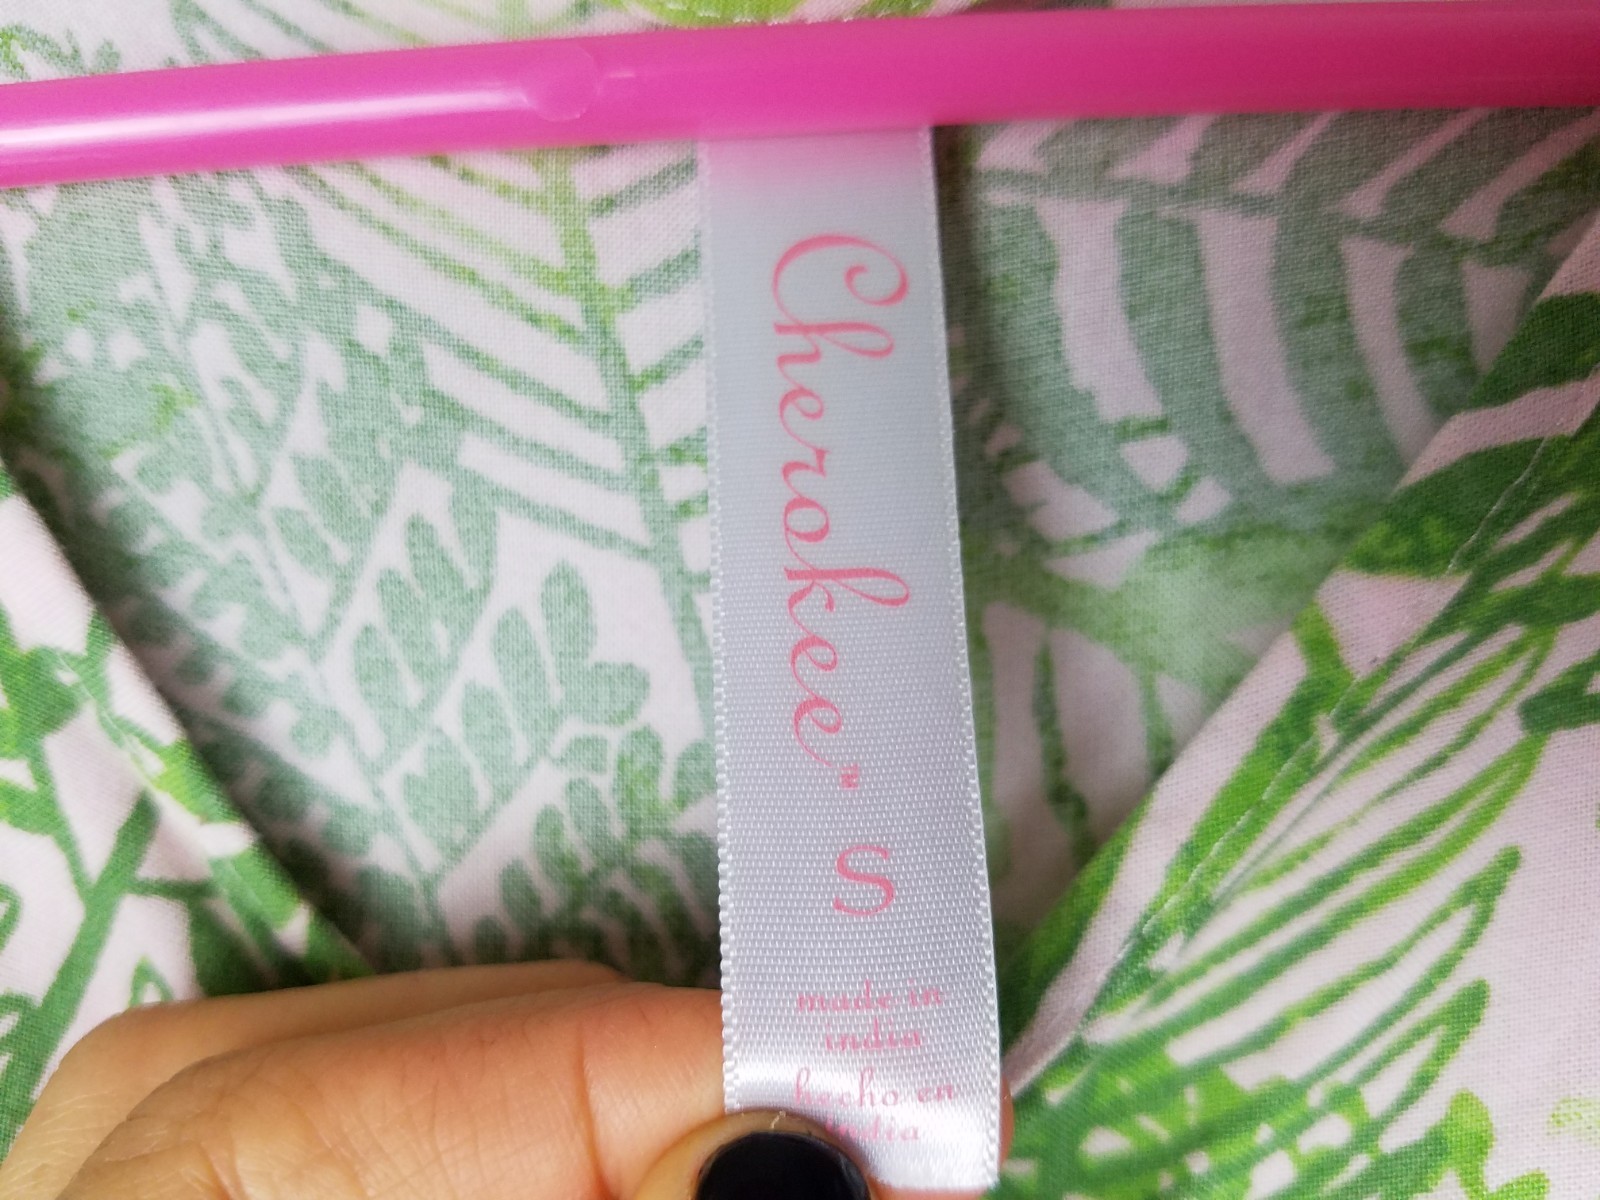 Cherokee® S
made in
india
hecho en
india